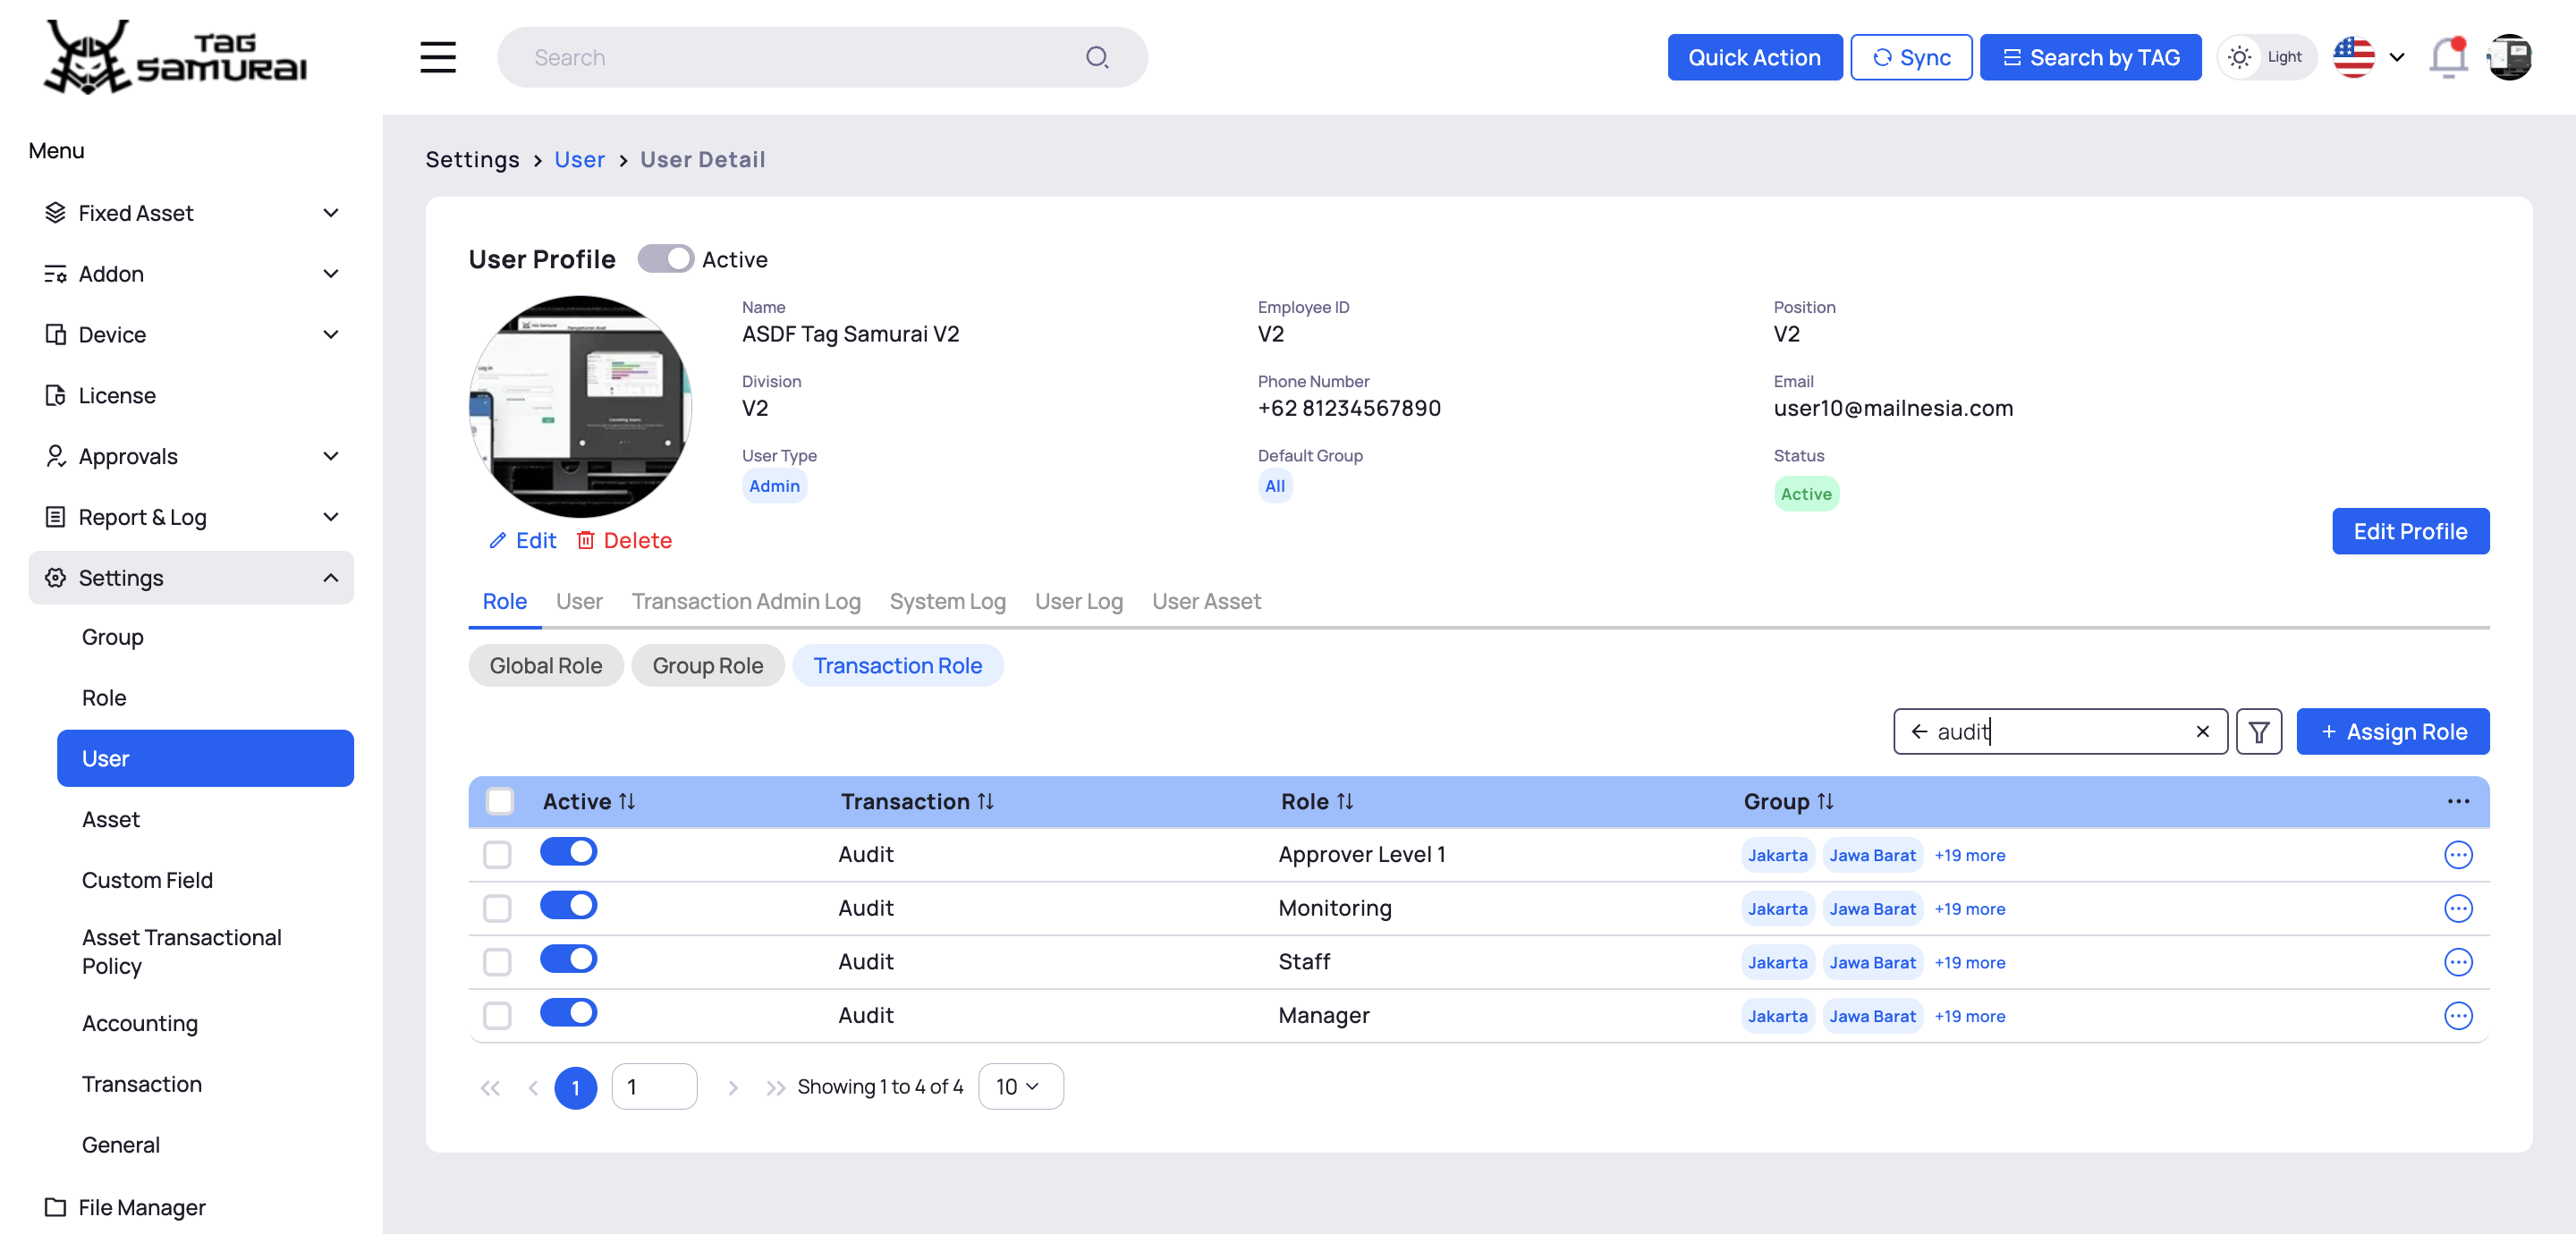 TAG SAMURAI
Search
Quick Action
Sync
Search by TAG
Light
Menu
Fixed Asset
Addon
Device
License
Approvals
Report & Log
Settings
Group
Role
User
Asset
Custom Field
Asset Transactional
Policy
Accounting
Transaction
General
File Manager
Settings > User > User Detail
User Profile Active
Name
ASDF Tag Samurai V2
Employee ID
V2
Position
V2
Division
V2
Phone Number
+62 81234567890
Email
user10@mailnesia.com
User Type
Admin
Default Group
All
Status
Active
Edit Delete
Edit Profile
Role User Transaction Admin Log System Log User Log User Asset
Global Role Group Role Transaction Role
audit
+ Assign Role
Active Transaction Role Group
Audit Approver Level 1 Jakarta Jawa Barat +19 more
Audit Monitoring Jakarta Jawa Barat +19 more
Audit Staff Jakarta Jawa Barat +19 more
Audit Manager Jakarta Jawa Barat +19 more
1 1 Showing 1 to 4 of 4 10